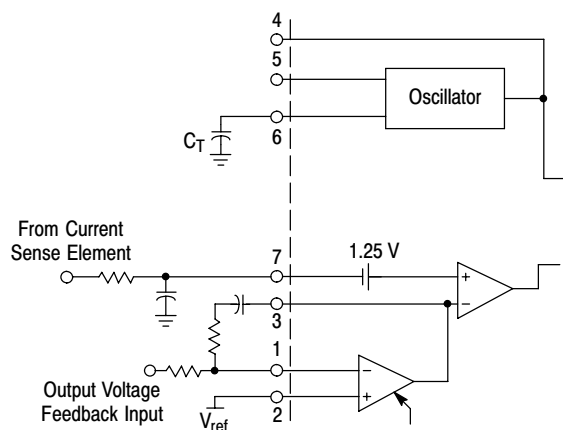 4
5
Oscillator
6
C_T
From Current
Sense Element
7
1.25 V
+
−
3
1
Output Voltage
Feedback Input
−
+
V_ref
2